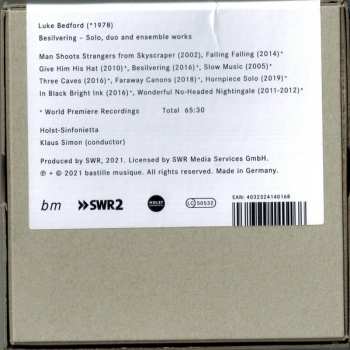 Luke Bedford (*1978)
Besilvering – Solo, duo and ensemble works
Man Shoots Strangers from Skyscraper (2002), Falling Falling (2014)*
Give Him His Hat (2010)*, Besilvering (2016)*, Slow Music (2005)*
Three Caves (2016)*, Faraway Canons (2018)*, Hornpiece Solo (2019)*
In Black Bright Ink (2016)*, Wonderful No-Headed Nightingale (2011-2012)*
* World Premiere Recordings Total 65:30
Holst-Sinfonietta
Klaus Simon (conductor)
Produced by SWR, 2021. Licensed by SWR Media Services GmbH.
℗ + © 2021 bastille musique. All rights reserved. Made in Germany.
EAN: 4032324140168
bm SWR2 HOLST LC 50532